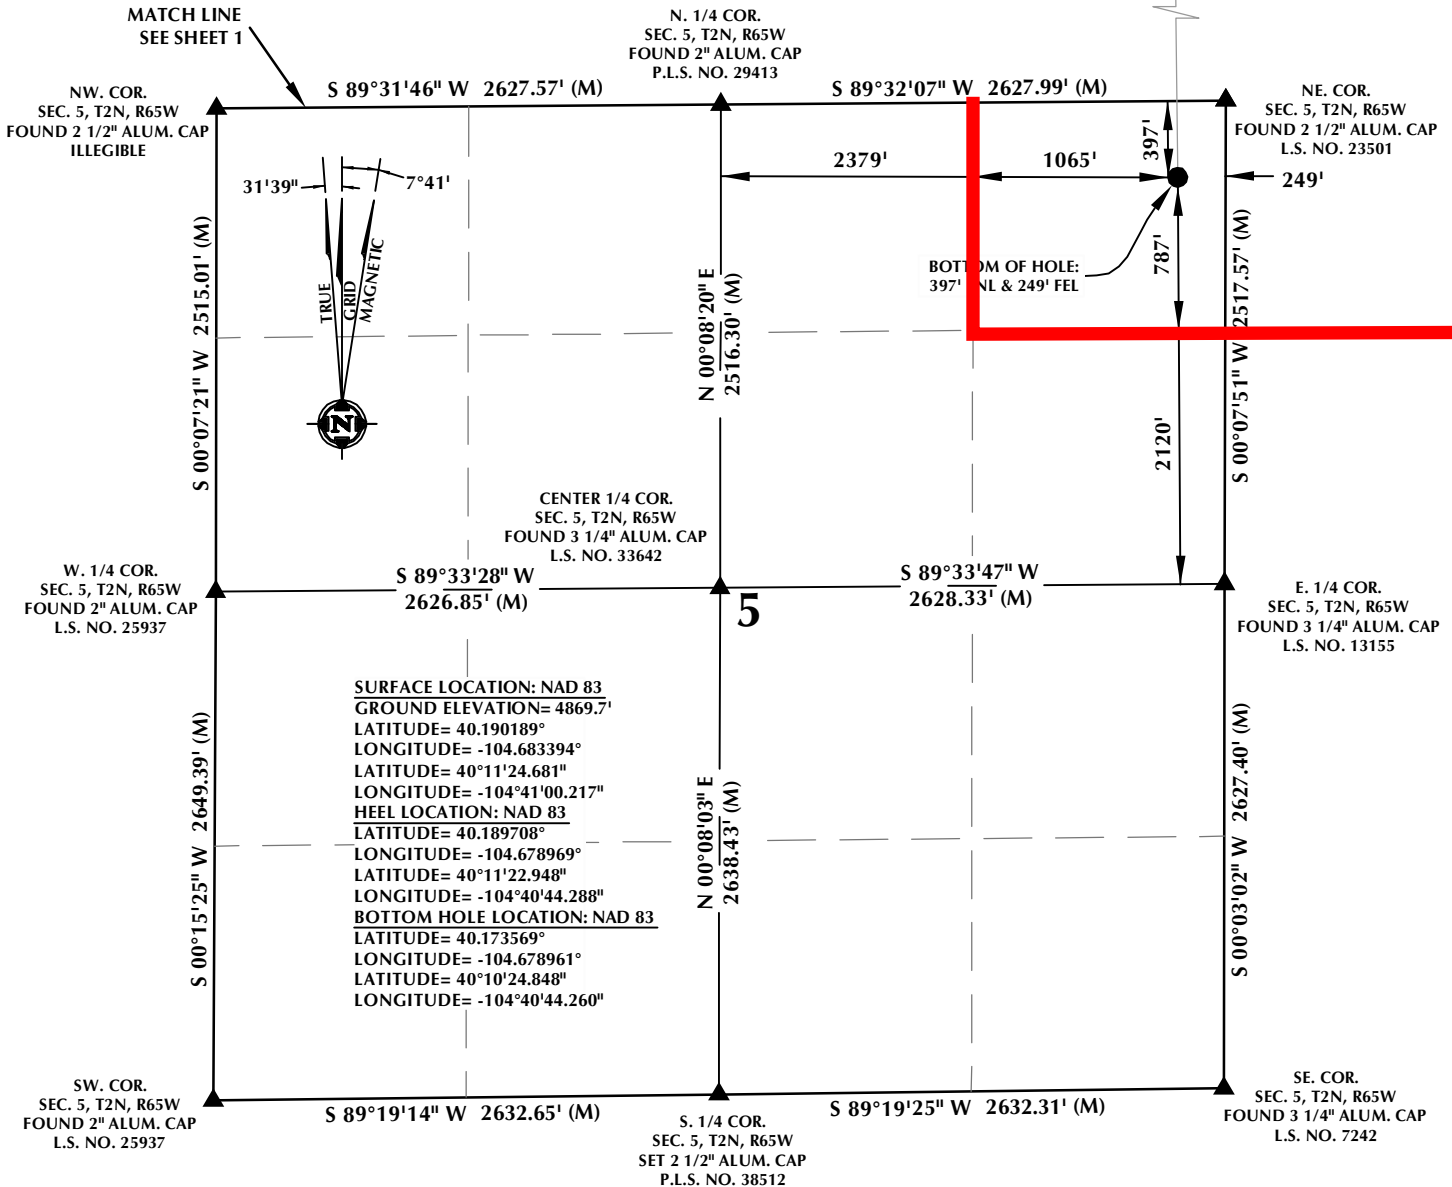 MATCH LINE
SEE SHEET 1
N. 1/4 COR.
SEC. 5, T2N, R65W
FOUND 2" ALUM. CAP
P.L.S. NO. 29413
NW. COR.
SEC. 5, T2N, R65W
FOUND 2 1/2" ALUM. CAP
ILLEGIBLE
S 89°31'46" W 2627.57' (M)
S 89°32'07" W 2627.99' (M)
NE. COR.
SEC. 5, T2N, R65W
FOUND 2 1/2" ALUM. CAP
L.S. NO. 23501
397'
2379'
1065'
249'
31'39"
7°41'
TRUE
GRID
MAGNETIC
787'
BOTTOM OF HOLE:
397' NL & 249' FEL
S 00°07'21" W 2515.01' (M)
N 00°08'20" E
2516.30' (M)
S 00°07'51" W 2517.57' (M)
2120'
CENTER 1/4 COR.
SEC. 5, T2N, R65W
FOUND 3 1/4" ALUM. CAP
L.S. NO. 33642
N
W. 1/4 COR.
SEC. 5, T2N, R65W
FOUND 2" ALUM. CAP
L.S. NO. 25937
S 89°33'28" W
2626.85' (M)
S 89°33'47" W
2628.33' (M)
5
E. 1/4 COR.
SEC. 5, T2N, R65W
FOUND 3 1/4" ALUM. CAP
L.S. NO. 13155
SURFACE LOCATION: NAD 83
GROUND ELEVATION= 4869.7'
LATITUDE= 40.190189°
LONGITUDE= -104.683394°
LATITUDE= 40°11'24.681"
LONGITUDE= -104°41'00.217"
HEEL LOCATION: NAD 83
LATITUDE= 40.189708°
LONGITUDE= -104.678969°
LATITUDE= 40°11'22.948"
LONGITUDE= -104°40'44.288"
BOTTOM HOLE LOCATION: NAD 83
LATITUDE= 40.173569°
LONGITUDE= -104.678961°
LATITUDE= 40°10'24.848"
LONGITUDE= -104°40'44.260"
S 00°15'25" W 2649.39' (M)
N 00°08'03" E
2638.43' (M)
S 00°03'02" W 2627.40' (M)
SW. COR.
SEC. 5, T2N, R65W
FOUND 2" ALUM. CAP
L.S. NO. 25937
S 89°19'14" W 2632.65' (M)
S 89°19'25" W 2632.31' (M)
S. 1/4 COR.
SEC. 5, T2N, R65W
SET 2 1/2" ALUM. CAP
P.L.S. NO. 38512
SE. COR.
SEC. 5, T2N, R65W
FOUND 3 1/4" ALUM. CAP
L.S. NO. 7242